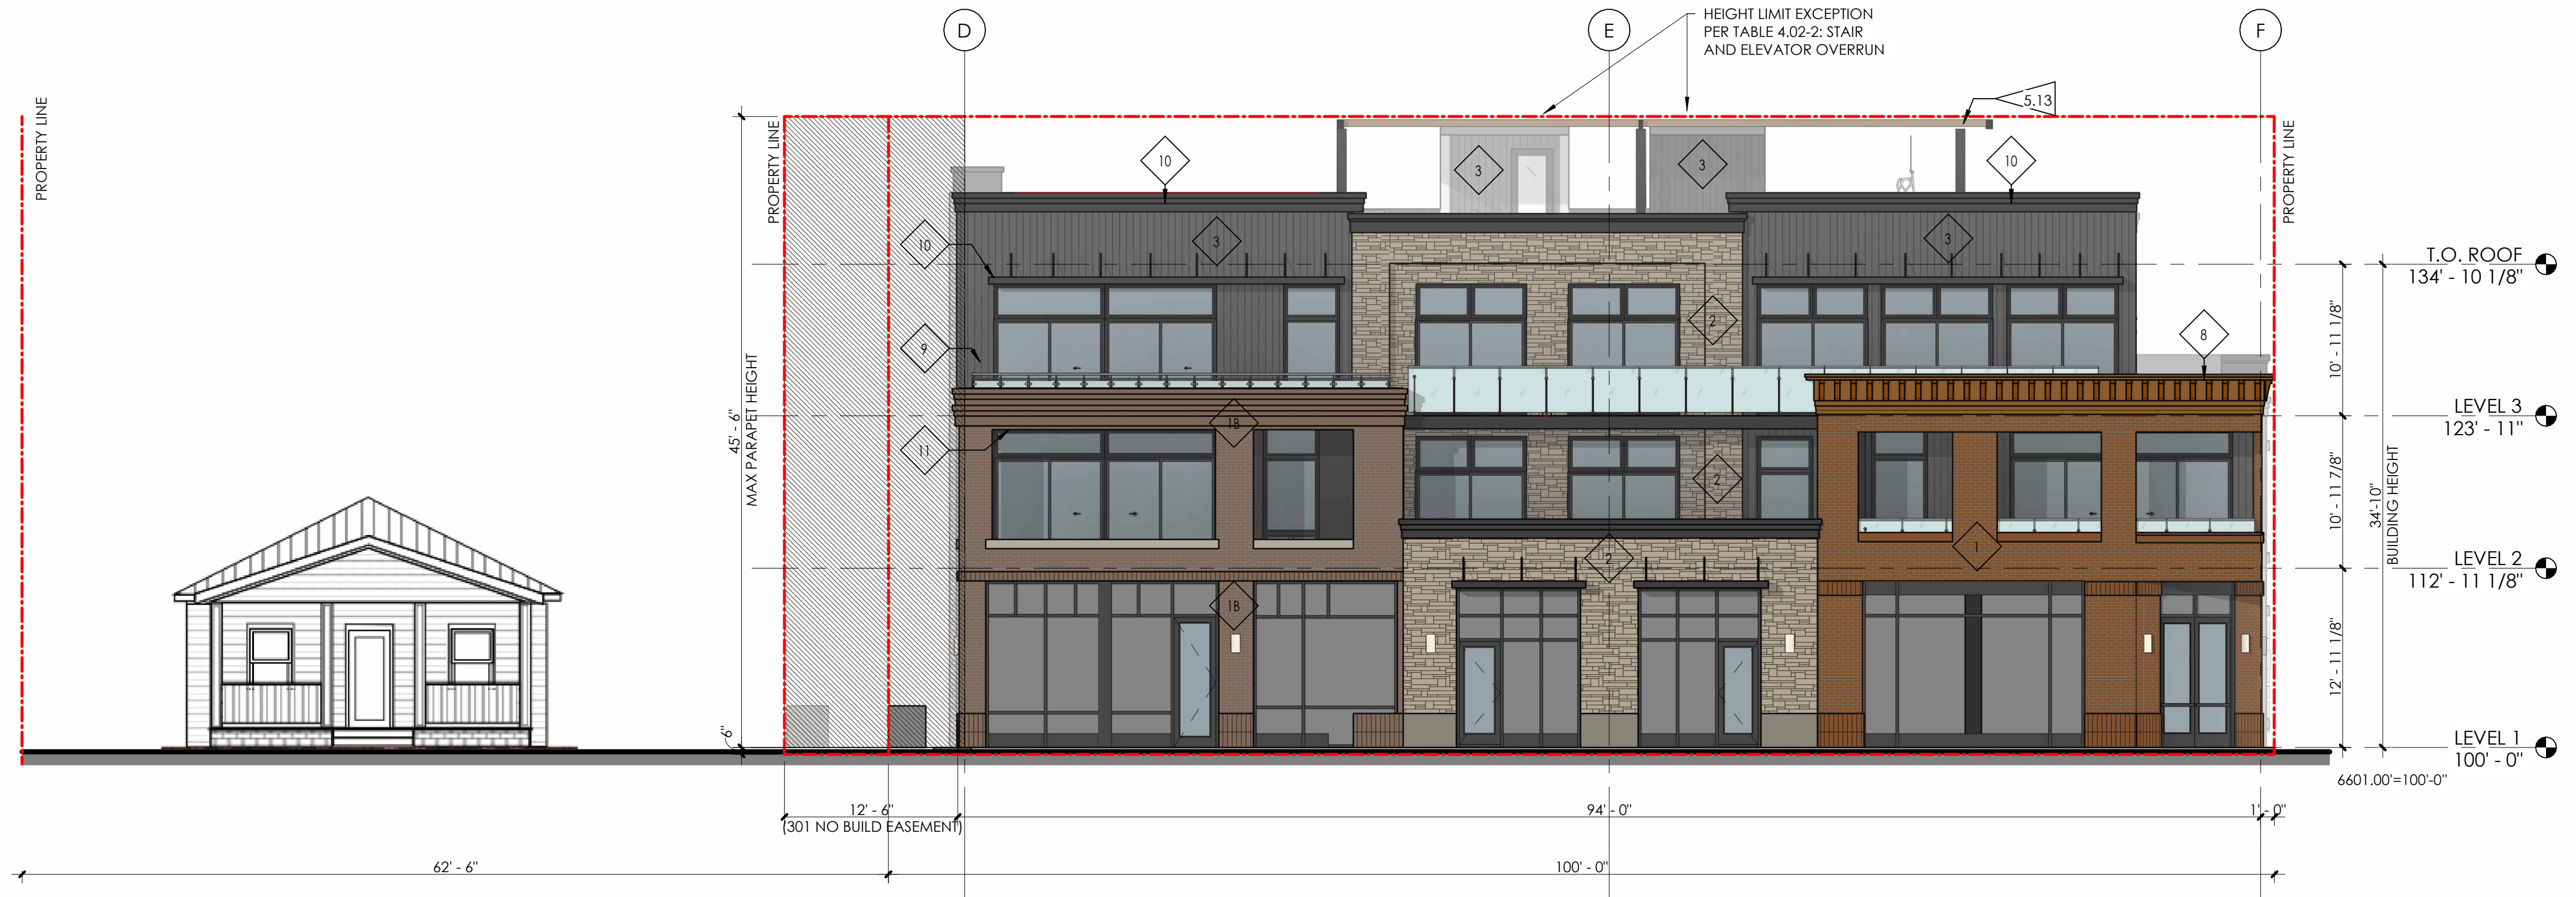 D
E
F
HEIGHT LIMIT EXCEPTION
PER TABLE 4.02-2: STAIR
AND ELEVATOR OVERRUN
5.13
PROPERTY LINE
PROPERTY LINE
PROPERTY LINE
10
3
3
10
10
3
3
9
2
8
1B
11
2
1
2
1B
45' - 6"
MAX PARAPET HEIGHT
6"
T.O. ROOF
134' - 10 1/8"
10' - 11 1/8"
LEVEL 3
123' - 11"
10' - 11 7/8"
34'-10"
BUILDING HEIGHT
LEVEL 2
112' - 11 1/8"
12' - 11 1/8"
LEVEL 1
100' - 0"
6601.00'=100'-0"
12' - 6"
(301 NO BUILD EASEMENT)
94' - 0"
1' - 0"
62' - 6"
100' - 0"